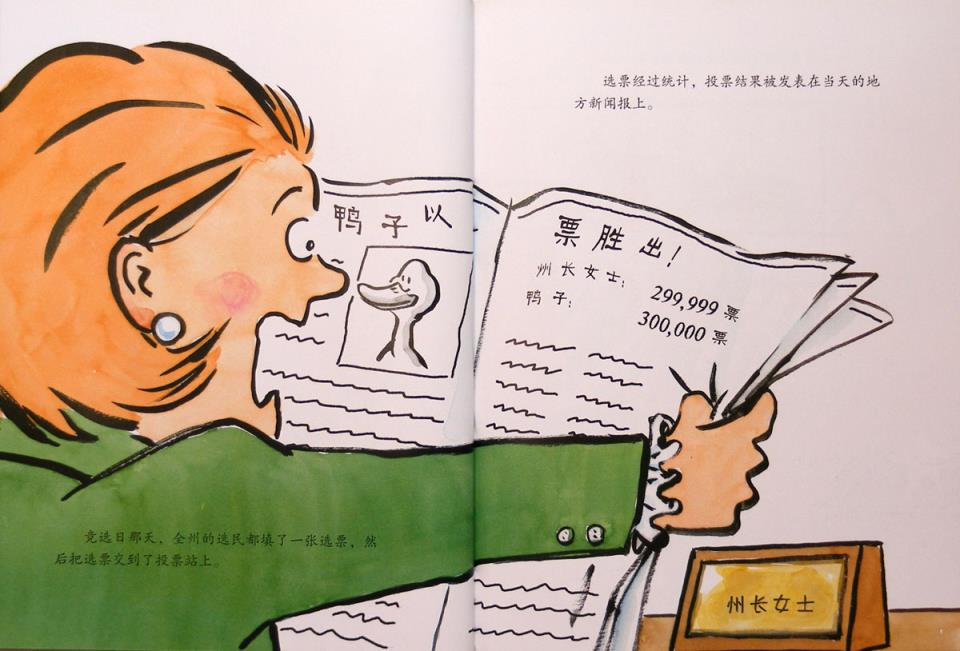 竞选日那天，全州的选民都填了一张选票，然
后把选票交到了投票站上。
选票经过统计，投票结果被发表在当天的地
方新闻报上。
鸭子以
票胜出！
州长女士： 299,999 票
鸭子： 300,000 票
州长女士